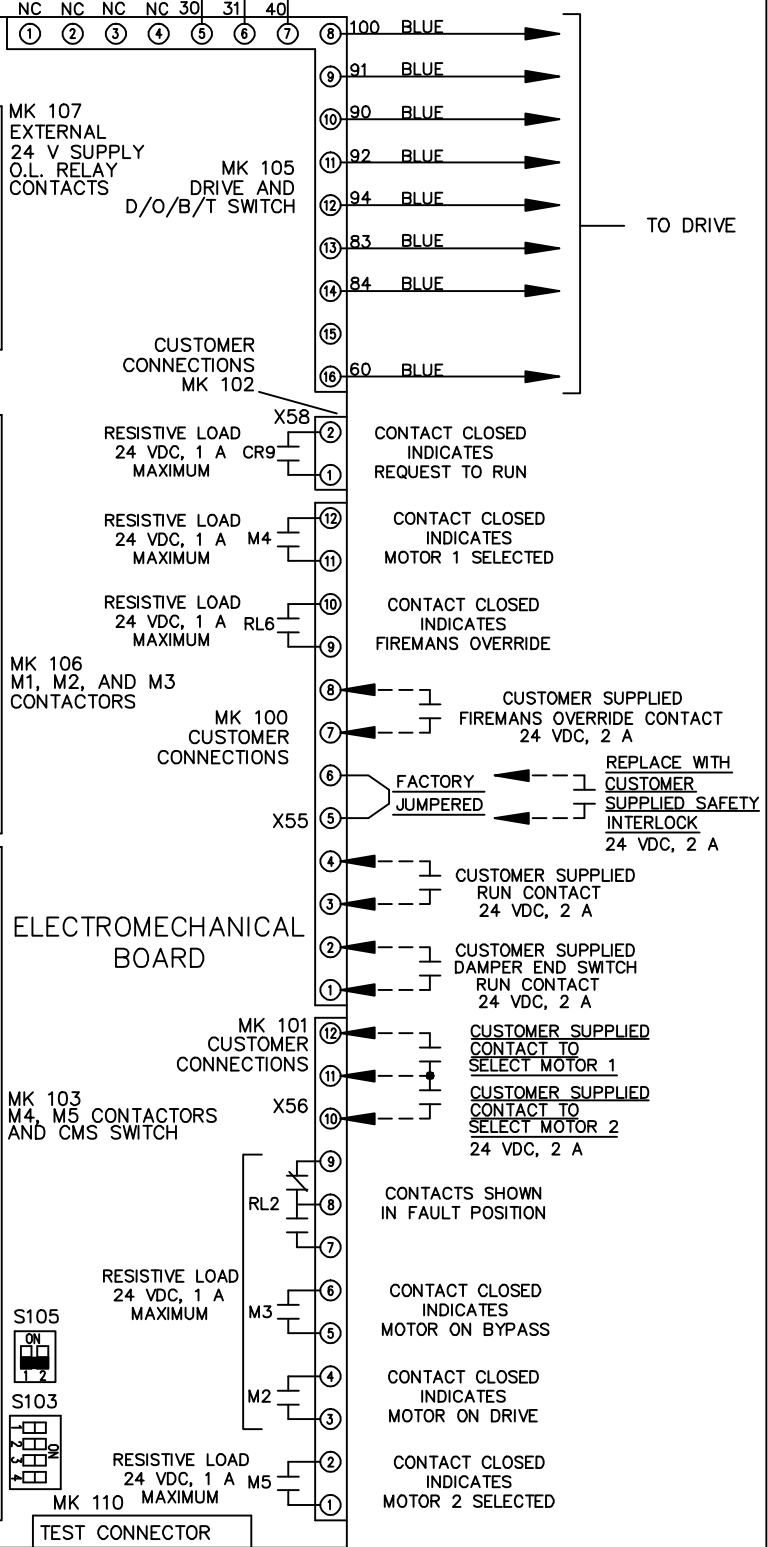 NC NC NC NC 30 31 40
1 2 3 4 5 6 7 8 100 BLUE
9 91 BLUE
10 90 BLUE
11 92 BLUE
12 94 BLUE
13 83 BLUE
14 84 BLUE
15
16 60 BLUE
TO DRIVE
MK 107
EXTERNAL
24 V SUPPLY
O.L. RELAY
CONTACTS
MK 105
DRIVE AND
D/O/B/T SWITCH
CUSTOMER
CONNECTIONS
MK 102
X58
RESISTIVE LOAD
24 VDC, 1 A
MAXIMUM
CR9
2
1
CONTACT CLOSED
INDICATES
REQUEST TO RUN
RESISTIVE LOAD
24 VDC, 1 A
MAXIMUM
M4
12
11
CONTACT CLOSED
INDICATES
MOTOR 1 SELECTED
RESISTIVE LOAD
24 VDC, 1 A
MAXIMUM
RL6
10
9
CONTACT CLOSED
INDICATES
FIREMANS OVERRIDE
MK 106
M1, M2, AND M3
CONTACTORS
MK 100
CUSTOMER
CONNECTIONS
8
7
CUSTOMER SUPPLIED
FIREMANS OVERRIDE CONTACT
24 VDC, 2 A
X55
6
5
FACTORY
JUMPERED
REPLACE WITH
CUSTOMER
SUPPLIED SAFETY
INTERLOCK
24 VDC, 2 A
4
3
CUSTOMER SUPPLIED
RUN CONTACT
24 VDC, 2 A
ELECTROMECHANICAL
BOARD
2
1
CUSTOMER SUPPLIED
DAMPER END SWITCH
RUN CONTACT
24 VDC, 2 A
MK 101
CUSTOMER
CONNECTIONS
X56
12
11
10
CUSTOMER SUPPLIED
CONTACT TO
SELECT MOTOR 1
CUSTOMER SUPPLIED
CONTACT TO
SELECT MOTOR 2
24 VDC, 2 A
MK 103
M4, M5 CONTACTORS
AND CMS SWITCH
RL2
9
8
7
CONTACTS SHOWN
IN FAULT POSITION
RESISTIVE LOAD
24 VDC, 1 A
MAXIMUM
M3
6
5
CONTACT CLOSED
INDICATES
MOTOR ON BYPASS
S105
ON
1 2
M2
4
3
CONTACT CLOSED
INDICATES
MOTOR ON DRIVE
S103
1
2
3
4
ON
RESISTIVE LOAD
24 VDC, 1 A
MAXIMUM
M5
2
1
CONTACT CLOSED
INDICATES
MOTOR 2 SELECTED
MK 110
TEST CONNECTOR